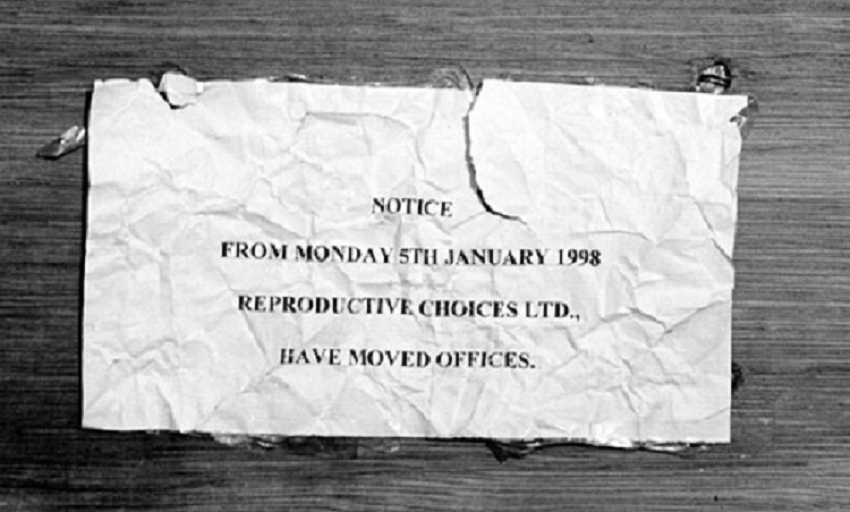 NOTICE
FROM MONDAY 5TH JANUARY 1998
REPRODUCTIVE CHOICES LTD.,
HAVE MOVED OFFICES.